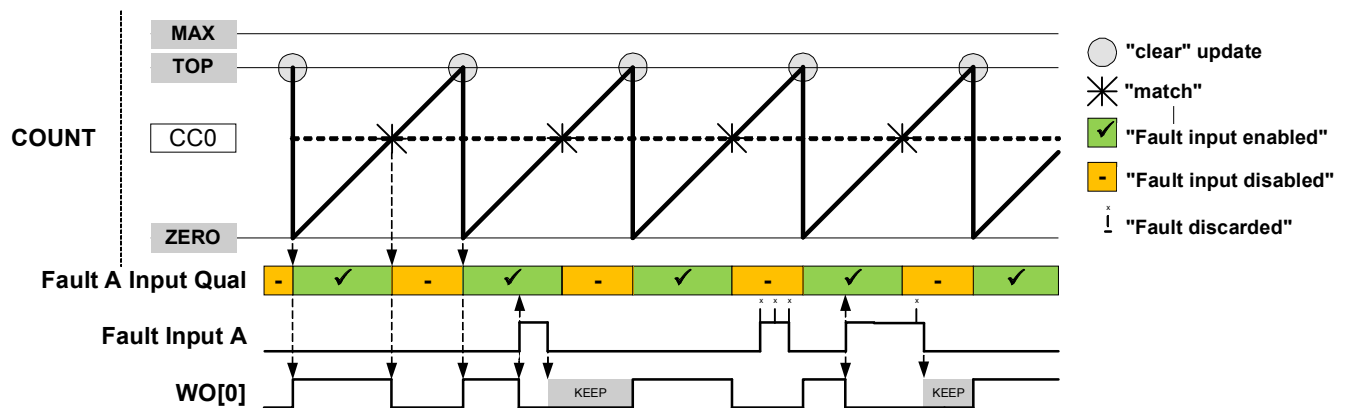 MAX
TOP
COUNT
CC0
ZERO
"clear" update
"match"
✓ "Fault input enabled"
- "Fault input disabled"
x
"Fault discarded"
Fault A Input Qual - ✓ - ✓ - ✓ - ✓ - ✓
x x x x
Fault Input A
WO[0] KEEP KEEP